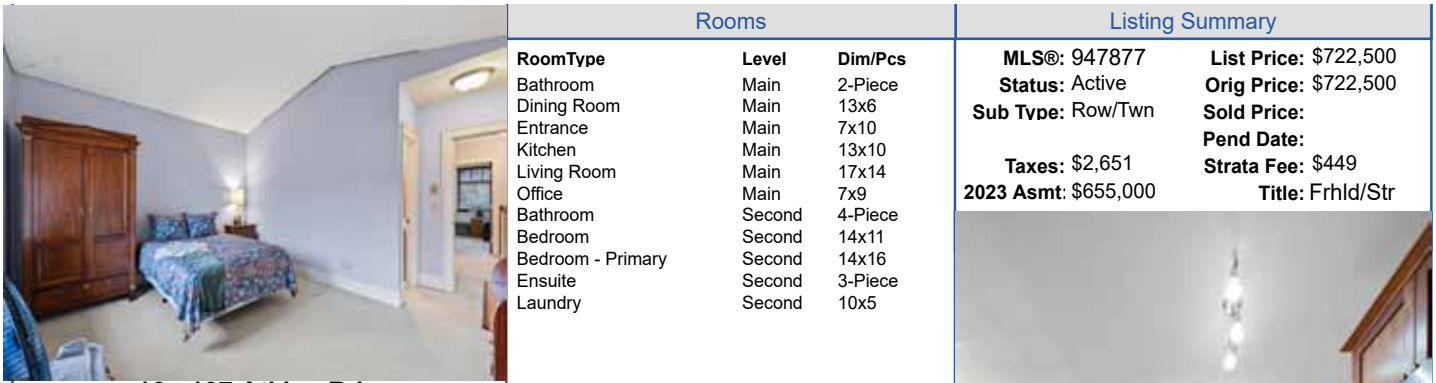 Rooms
RoomType Level Dim/Pcs
Bathroom Main 2-Piece
Dining Room Main 13x6
Entrance Main 7x10
Kitchen Main 13x10
Living Room Main 17x14
Office Main 7x9
Bathroom Second 4-Piece
Bedroom Second 14x11
Bedroom - Primary Second 14x16
Ensuite Second 3-Piece
Laundry Second 10x5
Listing Summary
MLS®: 947877 List Price: $722,500
Status: Active Orig Price: $722,500
Sub Type: Row/Twn Sold Price:
Pend Date:
Taxes: $2,651 Strata Fee: $449
2023 Asmt: $655,000 Title: Frhld/Str